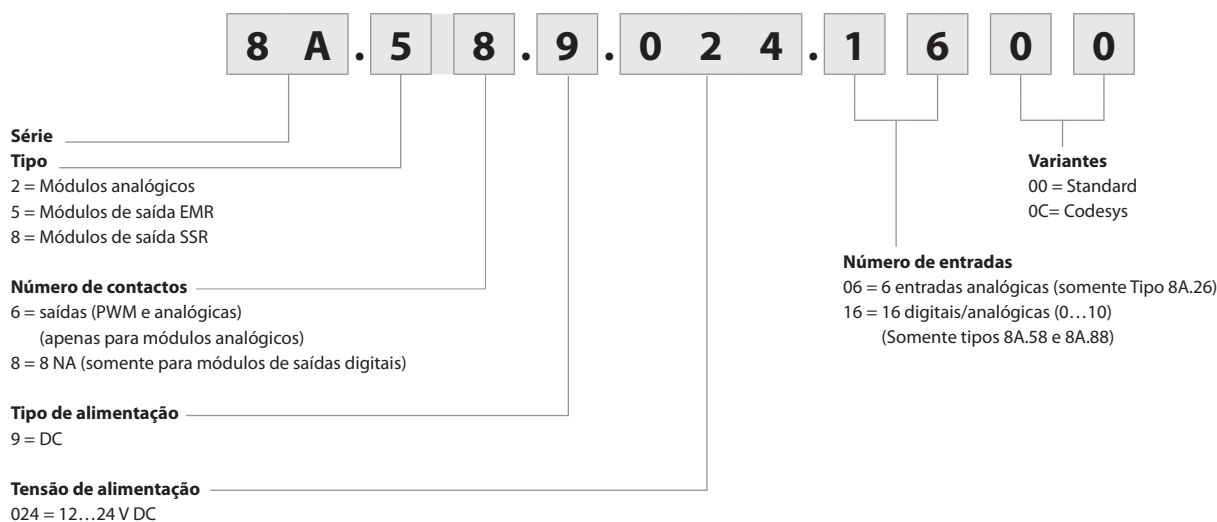 8 A . 5 8 . 9 . 0 2 4 . 1 6 0 0
Série
Tipo
2 = Módulos analógicos
5 = Módulos de saída EMR
8 = Módulos de saída SSR
Número de contactos
6 = saídas (PWM e analógicas)
(apenas para módulos analógicos)
8 = 8 NA (somente para módulos de saídas digitais)
Tipo de alimentação
9 = DC
Tensão de alimentação
024 = 12…24 V DC
Variantes
00 = Standard
0C= Codesys
Número de entradas
06 = 6 entradas analógicas (somente Tipo 8A.26)
16 = 16 digitais/analógicas (0…10)
(Somente tipos 8A.58 e 8A.88)